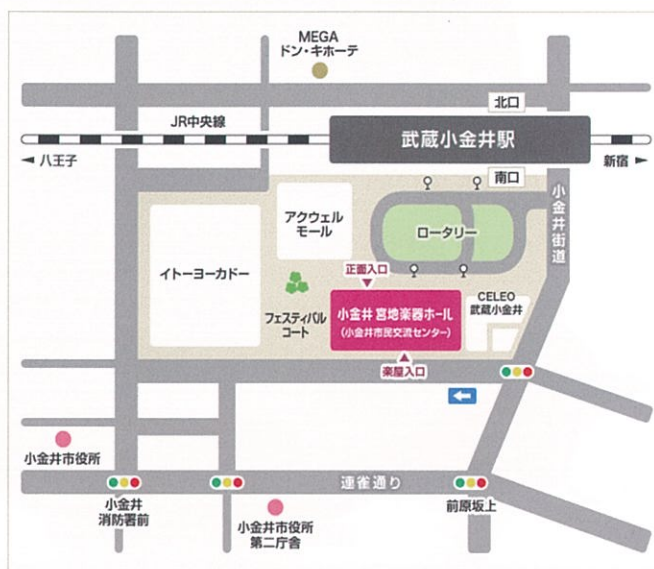 MEGA
ドン・キホーテ
北口
JR中央線
武蔵小金井駅
八王子
新宿
南口
小金井街道
アクウェル
モール
ロータリー
イトーヨーカドー
正面入口
フェスティバル
コート
小金井 宮地楽器ホール
(小金井市民交流センター)
CELEO
武蔵小金井
楽屋入口
小金井市役所
連雀通り
小金井
消防署前
小金井市役所
第二庁舎
前原坂上